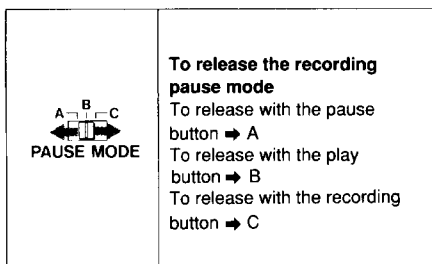 A B C
PAUSE MODE
To release the recording
pause mode
To release with the pause
button ➡ A
To release with the play
button ➡ B
To release with the recording
button ➡ C